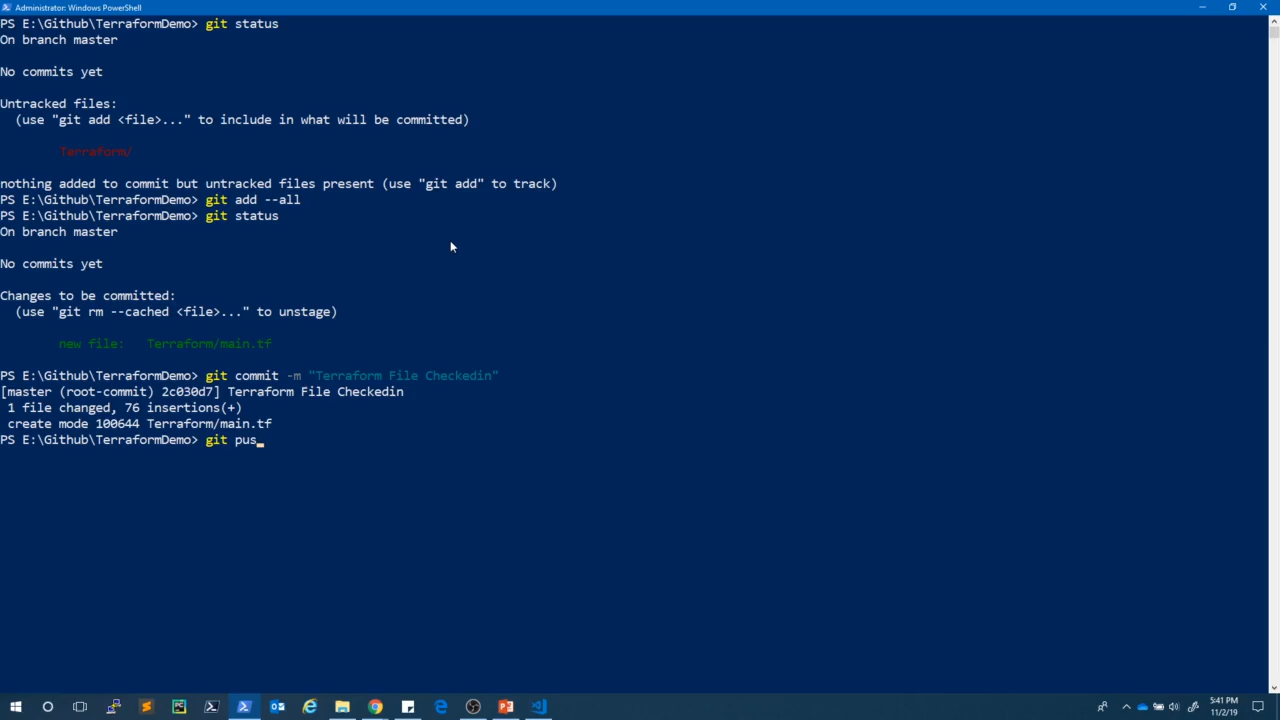 Administrator: Windows PowerShell
PS E:\Github\TerraformDemo> git status
On branch master
No commits yet
Untracked files:
(use "git add <file>..." to include in what will be committed)
Terraform/
nothing added to commit but untracked files present (use "git add" to track)
PS E:\Github\TerraformDemo> git add --all
PS E:\Github\TerraformDemo> git status
On branch master
No commits yet
Changes to be committed:
(use "git rm --cached <file>..." to unstage)
new file:   Terraform/main.tf
PS E:\Github\TerraformDemo> git commit -m "Terraform File Checkedin"
[master (root-commit) 2c030d7] Terraform File Checkedin
1 file changed, 76 insertions(+)
create mode 100644 Terraform/main.tf
PS E:\Github\TerraformDemo> git pus_
5:41 PM
11/2/19